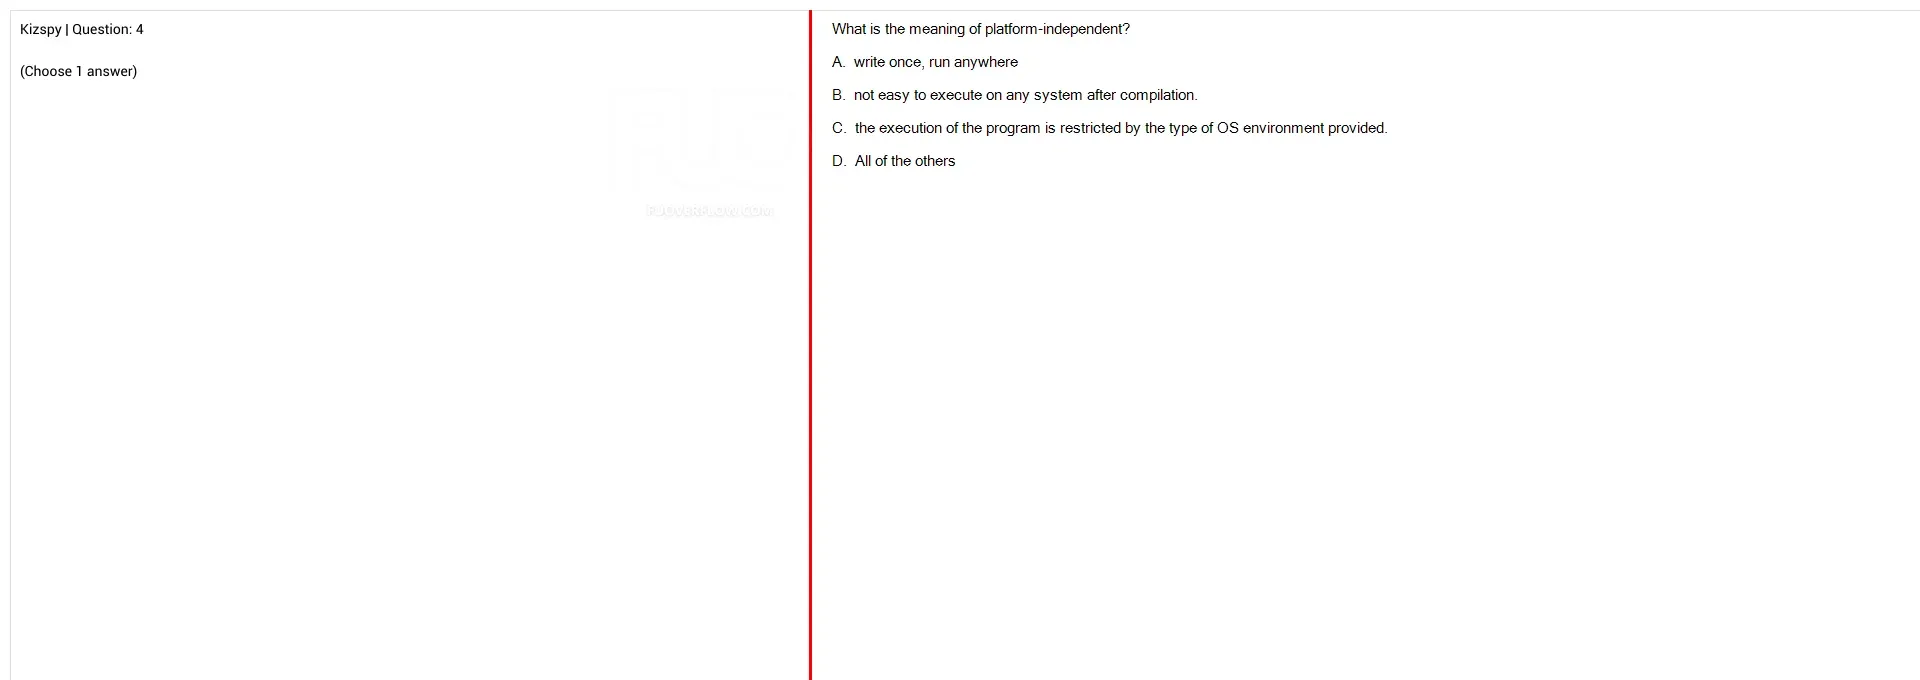 Kizspy | Question: 4
(Choose 1 answer)
FUOVERFLOW.COM
What is the meaning of platform-independent?
A. write once, run anywhere
B. not easy to execute on any system after compilation.
C. the execution of the program is restricted by the type of OS environment provided.
D. All of the others